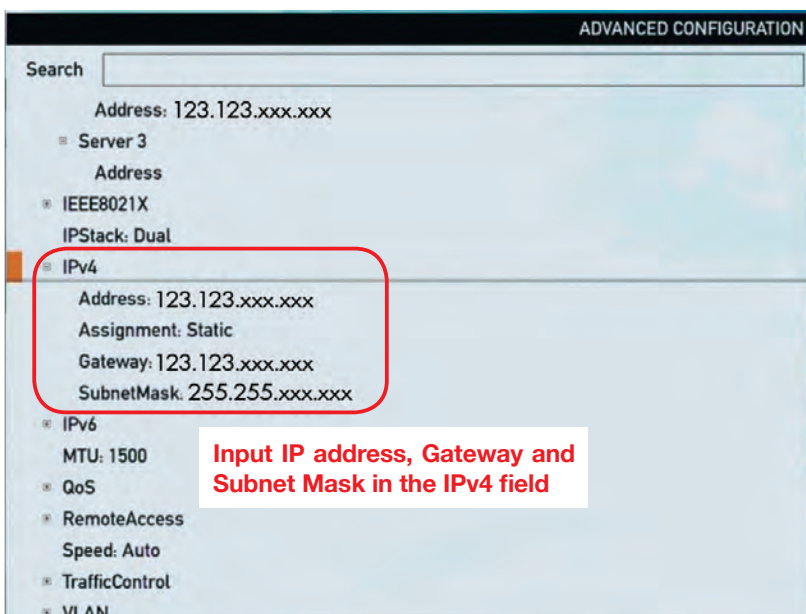 ADVANCED CONFIGURATION
Search
Address: 123.123.xxx.xxx
Server 3
Address
IEEE8021X
IPStack: Dual
IPv4
Address: 123.123.xxx.xxx
Assignment: Static
Gateway: 123.123.xxx.xxx
SubnetMask: 255.255.xxx.xxx
IPv6
MTU: 1500
Input IP address, Gateway and
Subnet Mask in the IPv4 field
QoS
RemoteAccess
Speed: Auto
TrafficControl
VLAN